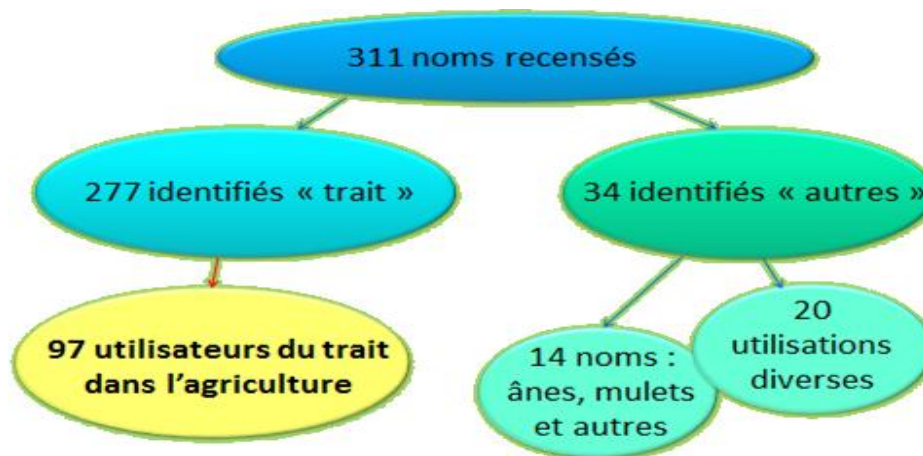 311 noms recensés
277 identifiés « trait »
34 identifiés « autres »
97 utilisateurs du trait
dans l'agriculture
14 noms :
ânes, mulets
et autres
20
utilisations
diverses